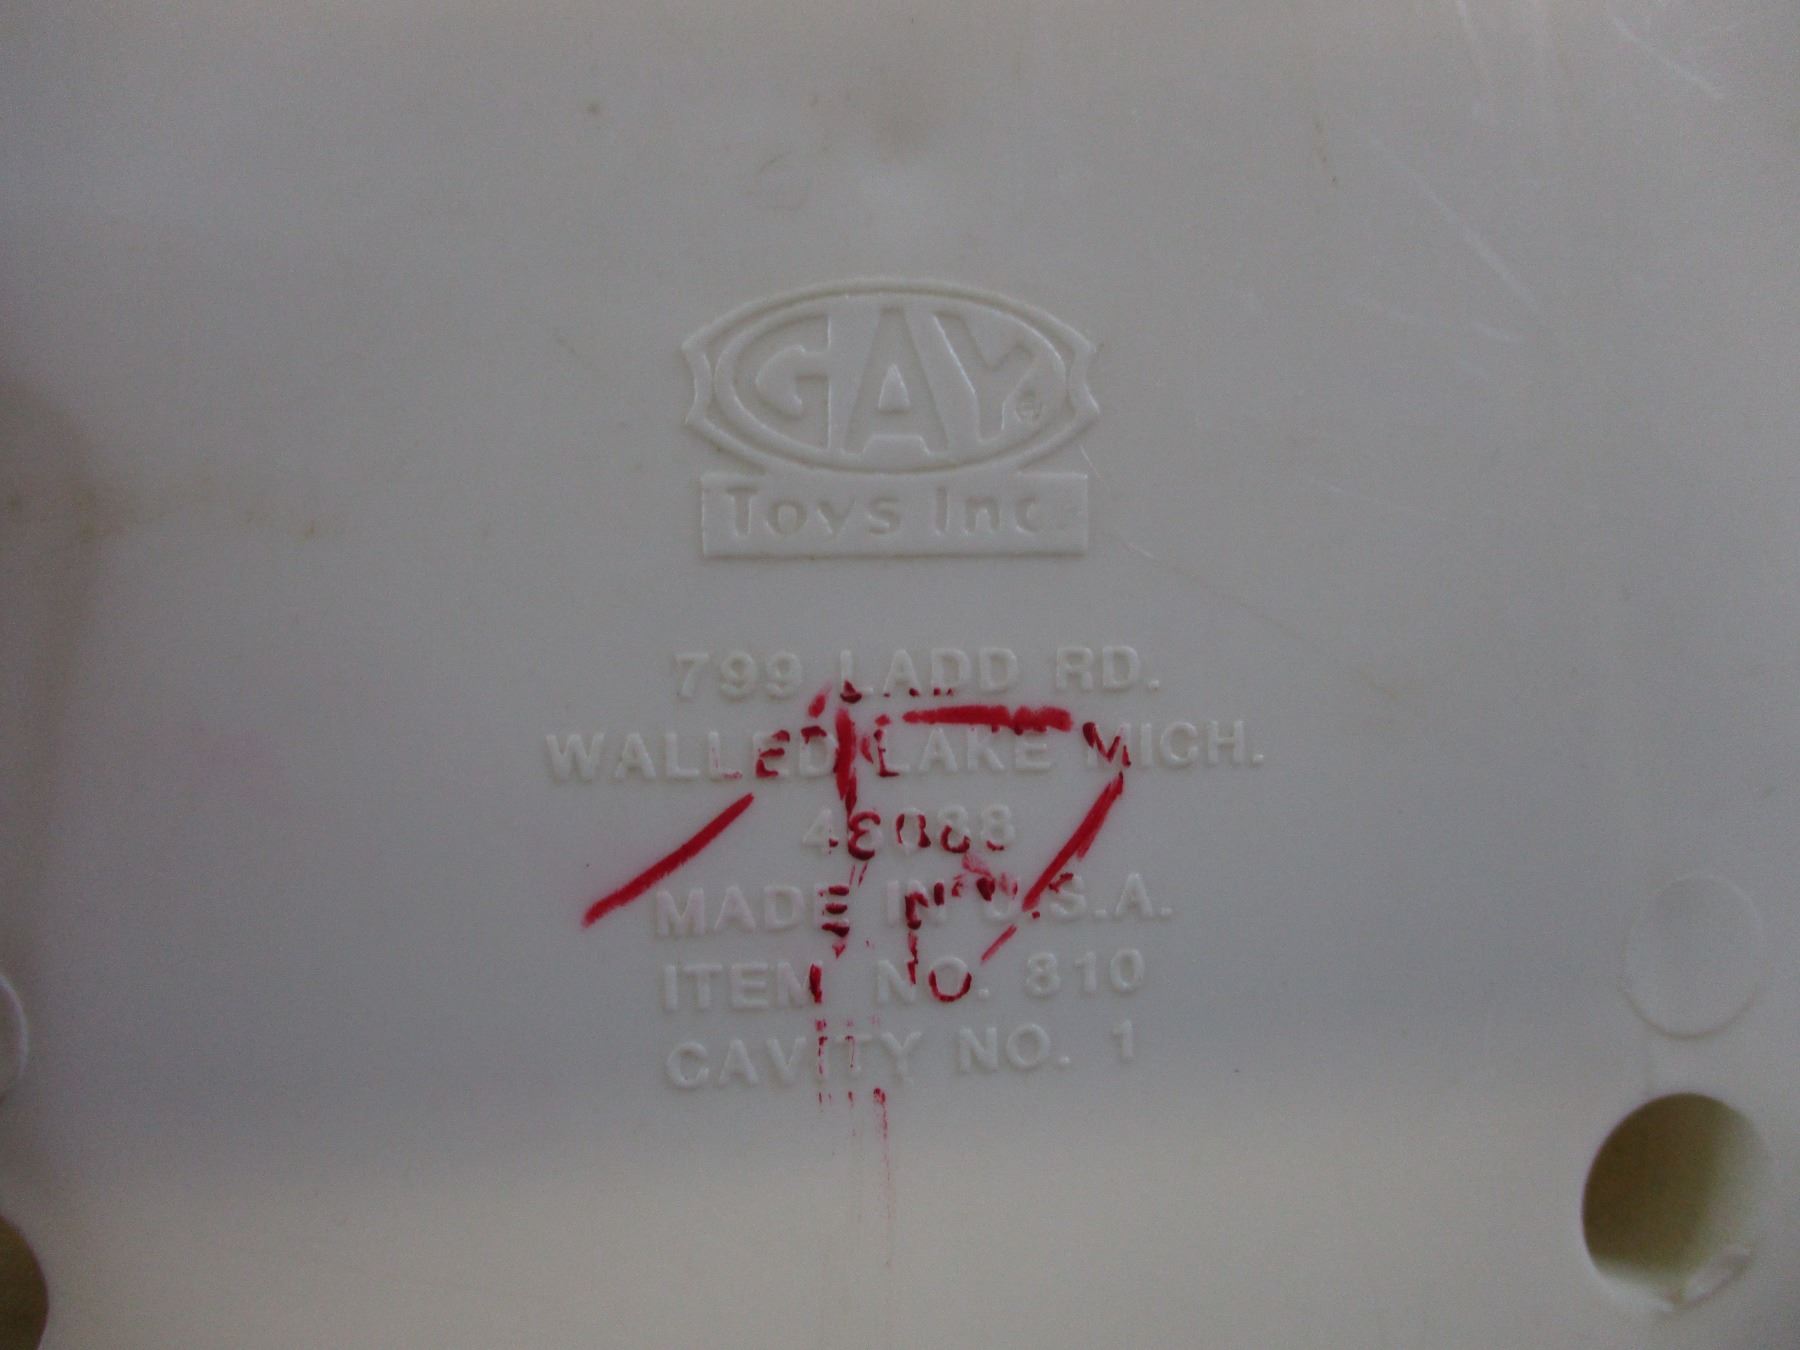 GAY®
Toys Inc.
799 LADD RD.
WALLED LAKE MICH.
48088
MADE IN U.S.A.
ITEM NO. 810
CAVITY NO. 1